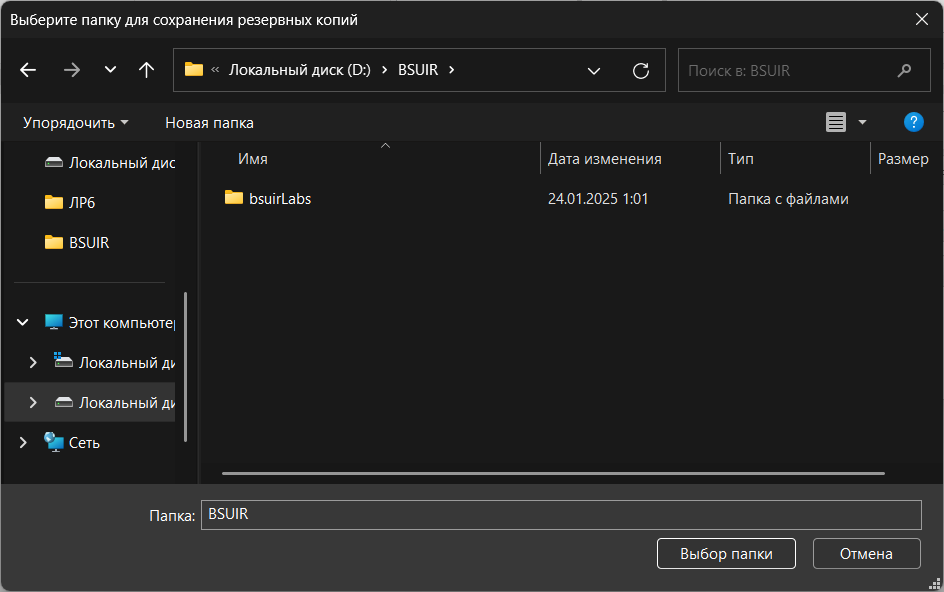 Выберите папку для сохранения резервных копий
« Локальный диск (D:) › BSUIR ›
Поиск в: BSUIR
Упорядочить
Новая папка
Имя
Дата изменения
Тип
Размер
Локальный дис
ЛР6
BSUIR
bsuirLabs
24.01.2025 1:01
Папка с файлами
Этот компьютер
Локальный ди
Локальный ди
Сеть
Папка:
BSUIR
Выбор папки
Отмена